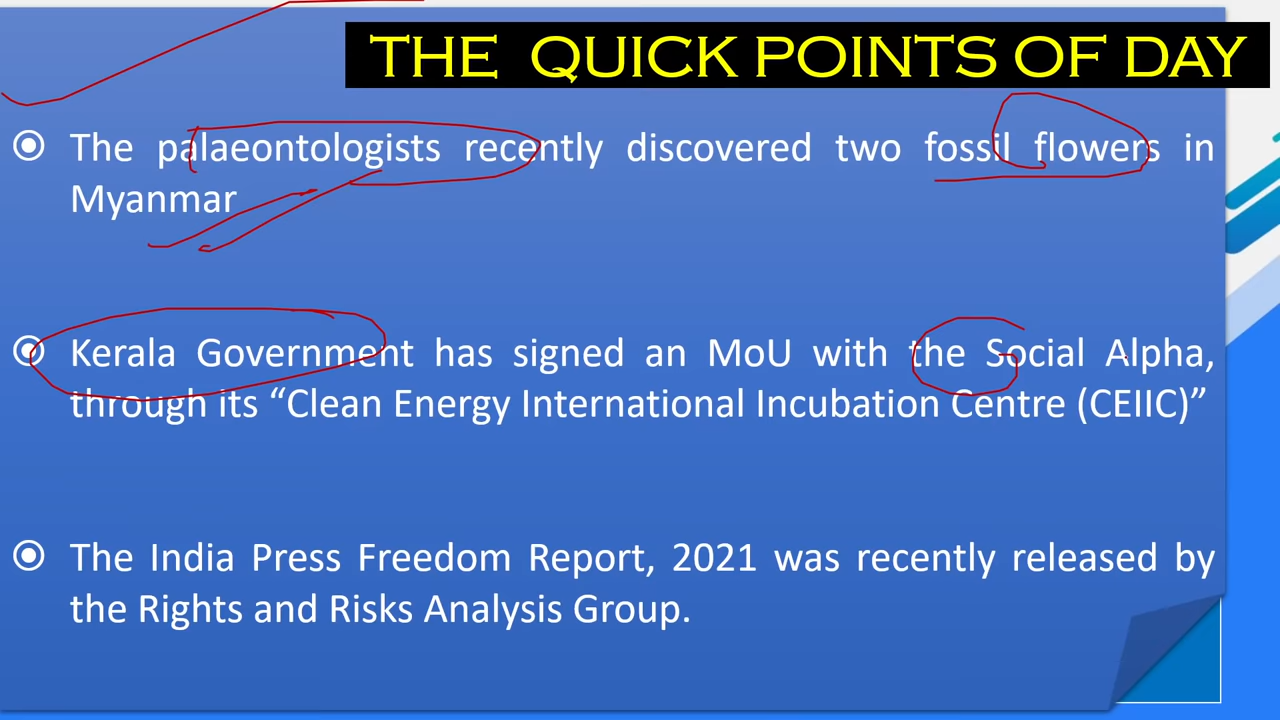 THE QUICK POINTS OF DAY
The palaeontologists recently discovered two fossil flowers in
Myanmar
Kerala Government has signed an MoU with the Social Alpha,
through its “Clean Energy International Incubation Centre (CEIIC)”
The India Press Freedom Report, 2021 was recently released by
the Rights and Risks Analysis Group.